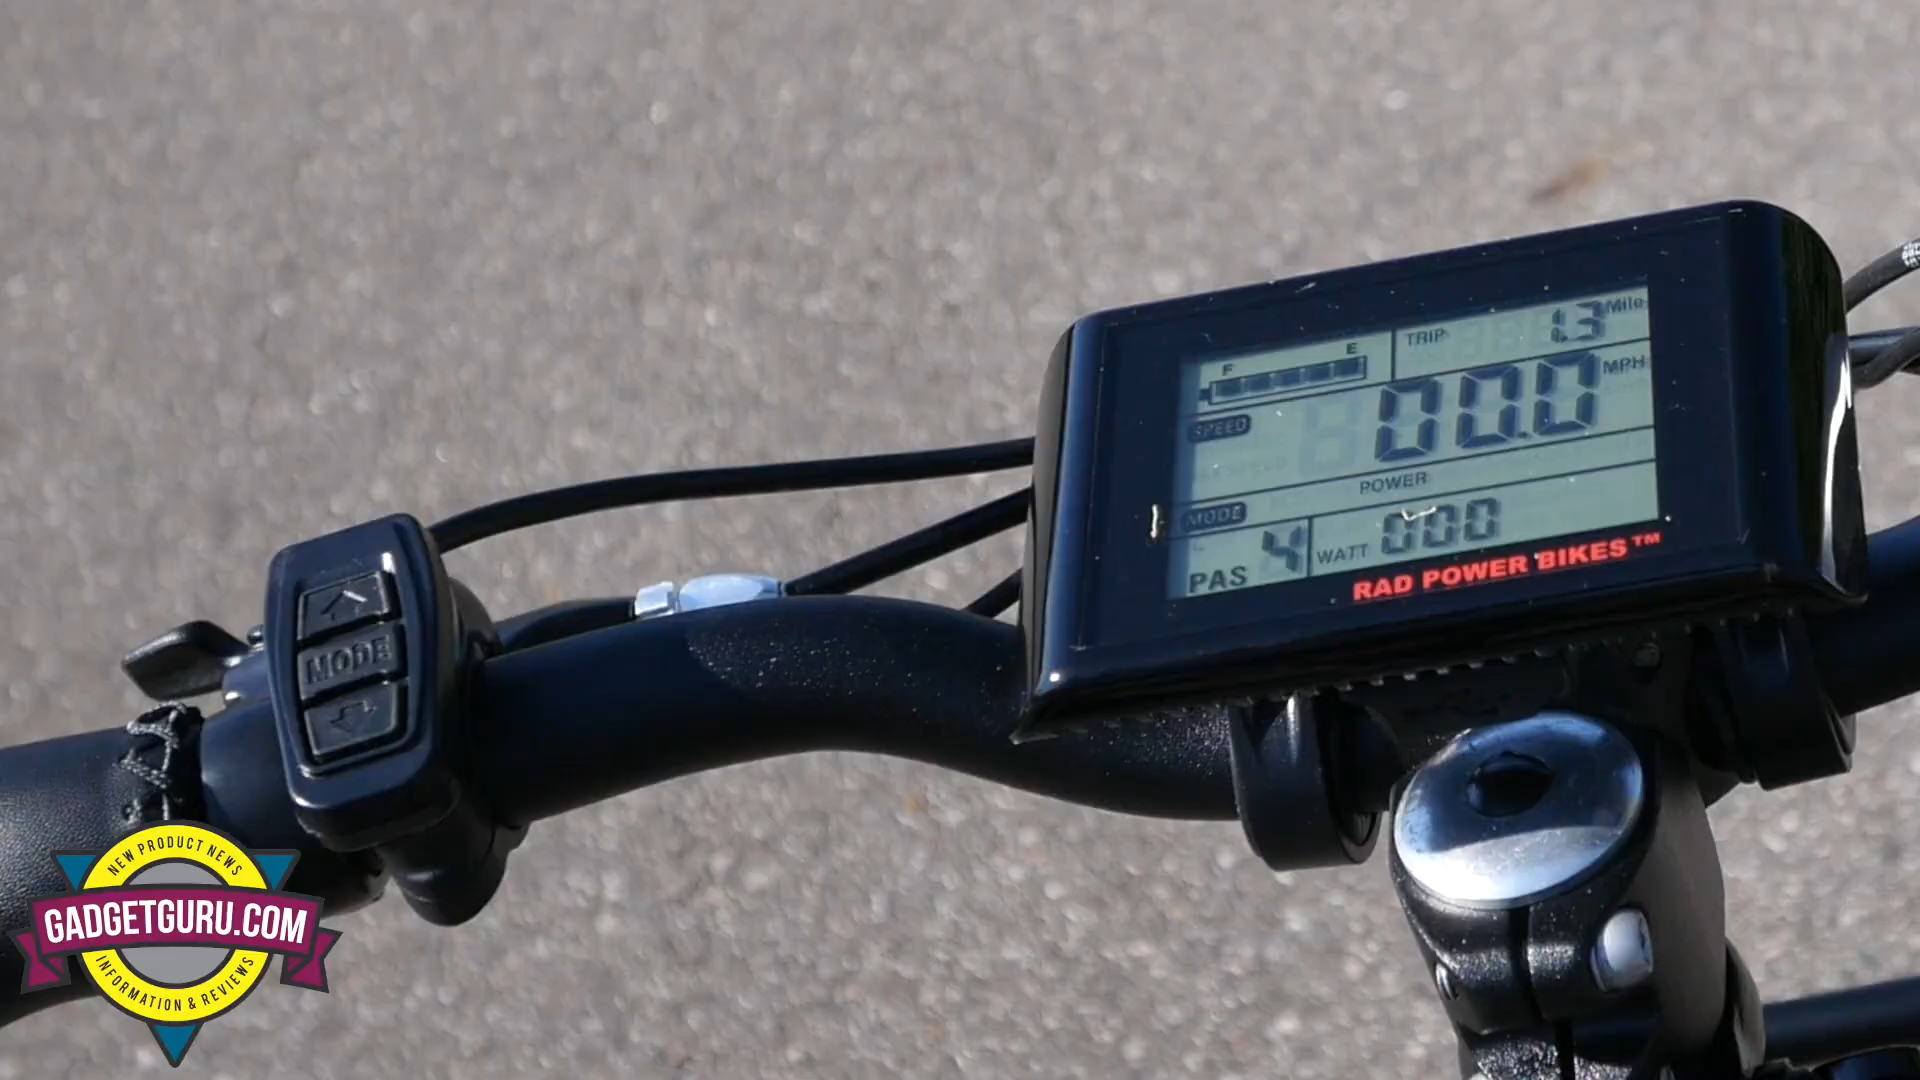 F E
TRIP 1.3 Mile
SPEED 00.0 MPH
POWER
MODE
PAS 4 WATT 000
RAD POWER BIKES™
MODE
NEW PRODUCT NEWS
GADGETGURU.COM
INFORMATION & REVIEWS